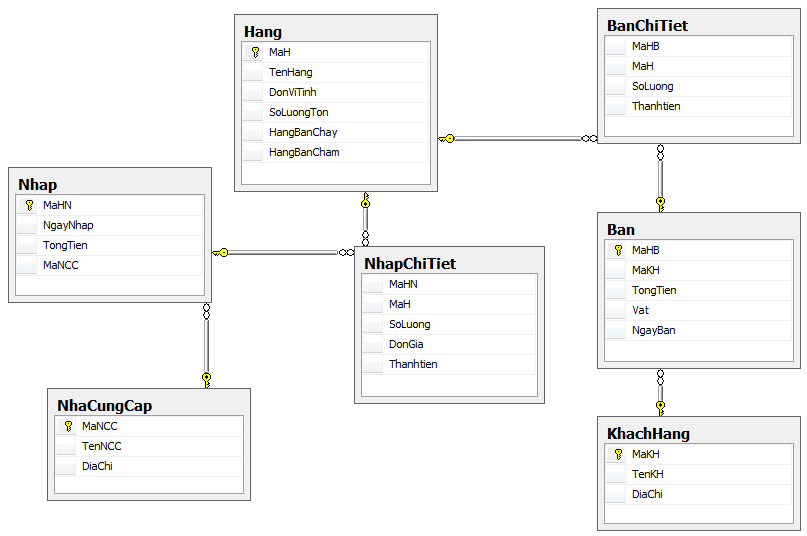 Hang
MaH
TenHang
DonViTinh
SoLuongTon
HangBanChay
HangBanCham
BanChiTiet
MaHB
MaH
SoLuong
Thanhtien
Nhap
MaHN
NgayNhap
TongTien
MaNCC
NhapChiTiet
MaHN
MaH
SoLuong
DonGia
Thanhtien
Ban
MaHB
MaKH
TongTien
Vat
NgayBan
NhaCungCap
MaNCC
TenNCC
DiaChi
KhachHang
MaKH
TenKH
DiaChi